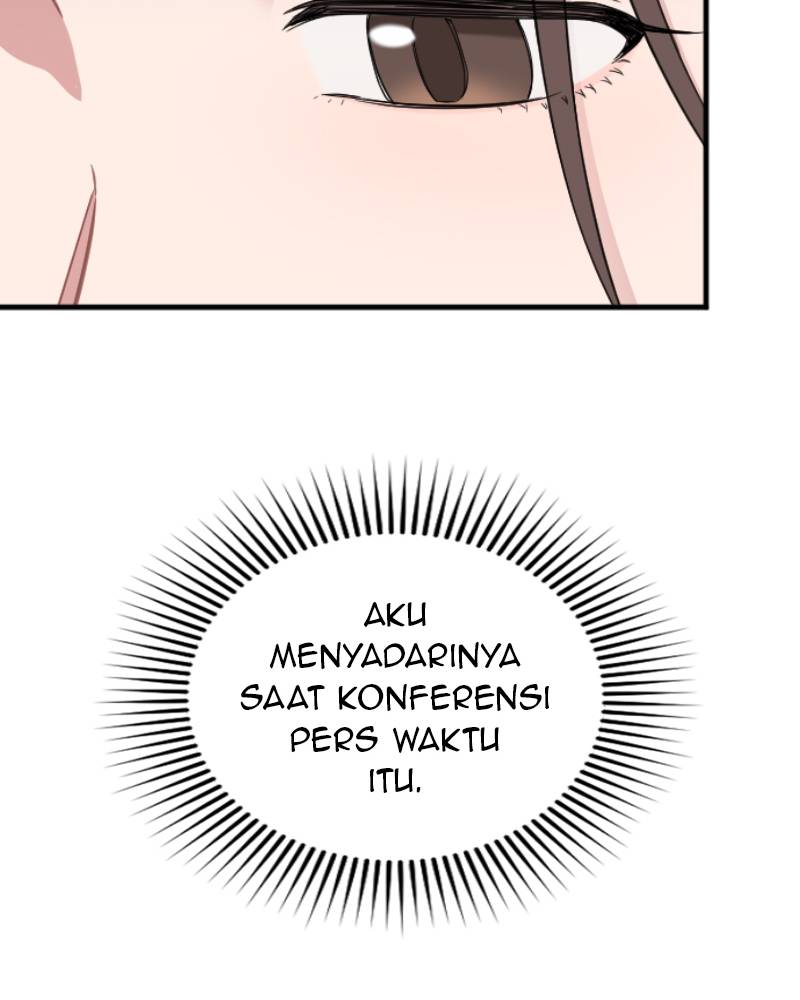 AKU
MENYADARINYA
SAAT KONFERENSI
PERS WAKTU
ITU.